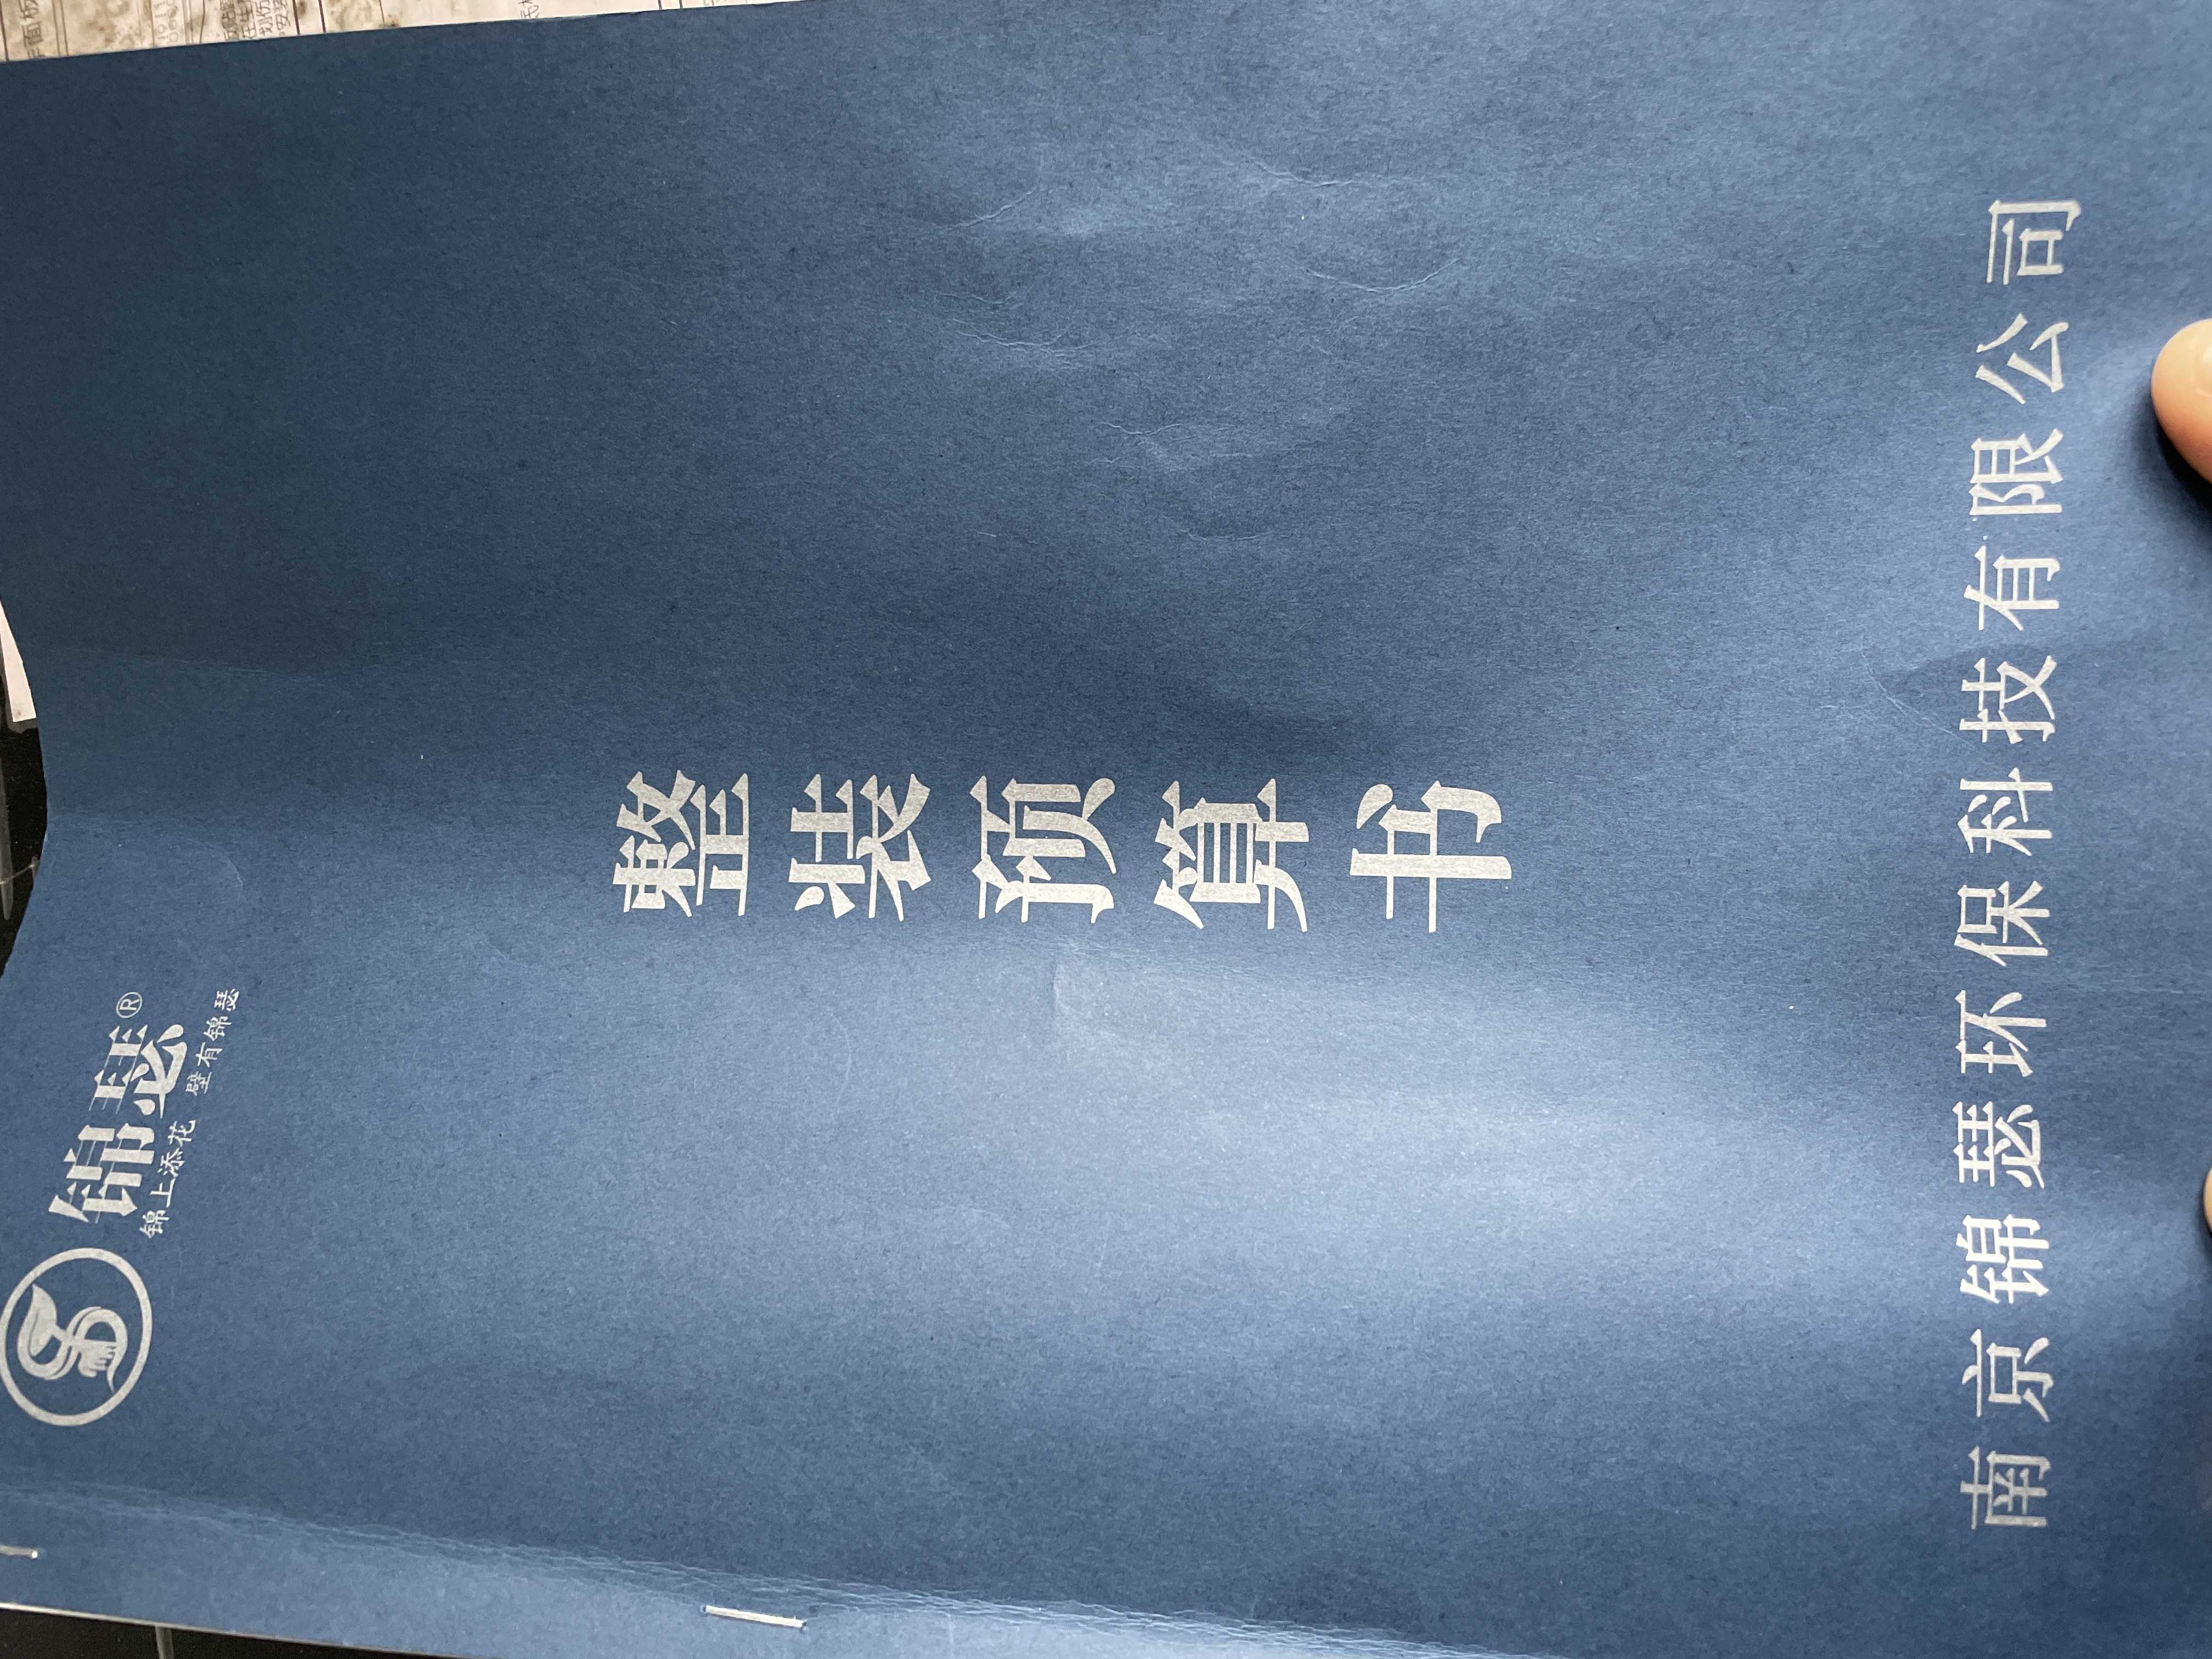 锦瑟®
锦上添花 壁有锦瑟
整装预算书
南京锦瑟环保科技有限公司